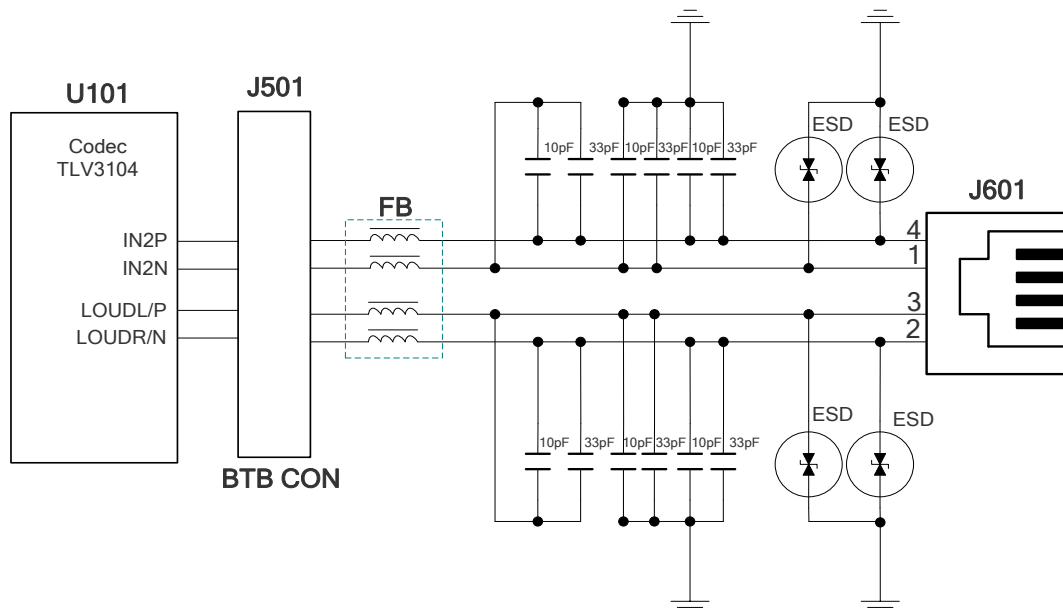 U101
J501
Codec
TLV3104
10pF 33pF 10pF 33pF 10pF 33pF
ESD ESD
J601
FB
IN2P
IN2N
LOUDL/P
LOUDR/N
4
1
3
2
10pF 33pF 10pF 33pF 10pF 33pF
ESD ESD
BTB CON